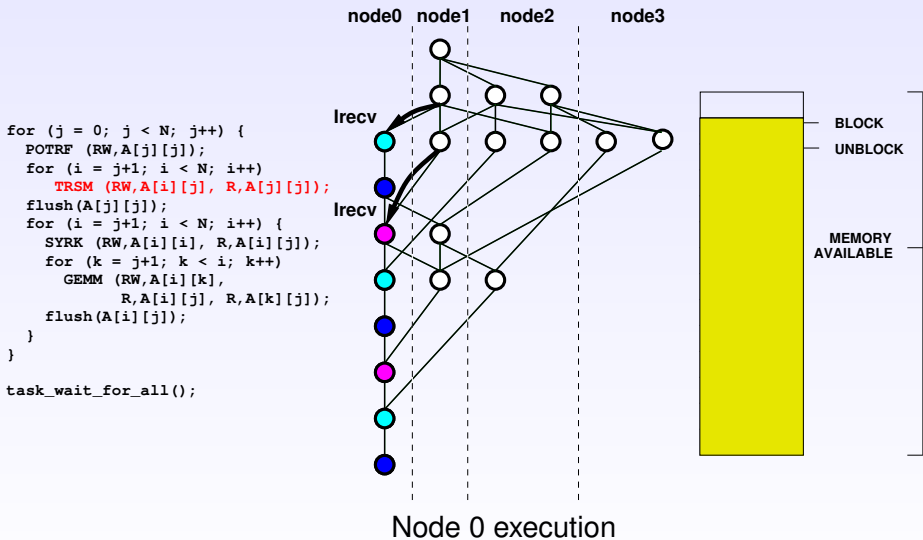 node0 node1 node2 node3
Irecv
Irecv
for (j = 0; j < N; j++) {
POTRF (RW,A[j][j]);
for (i = j+1; i < N; i++)
TRSM (RW,A[i][j], R,A[j][j]);
flush(A[j][j]);
for (i = j+1; i < N; i++) {
SYRK (RW,A[i][i], R,A[i][j]);
for (k = j+1; k < i; k++)
GEMM (RW,A[i][k],
R,A[i][j], R,A[k][j]);
flush(A[i][j]);
}
}
task_wait_for_all();
BLOCK
UNBLOCK
MEMORY
AVAILABLE
Node 0 execution